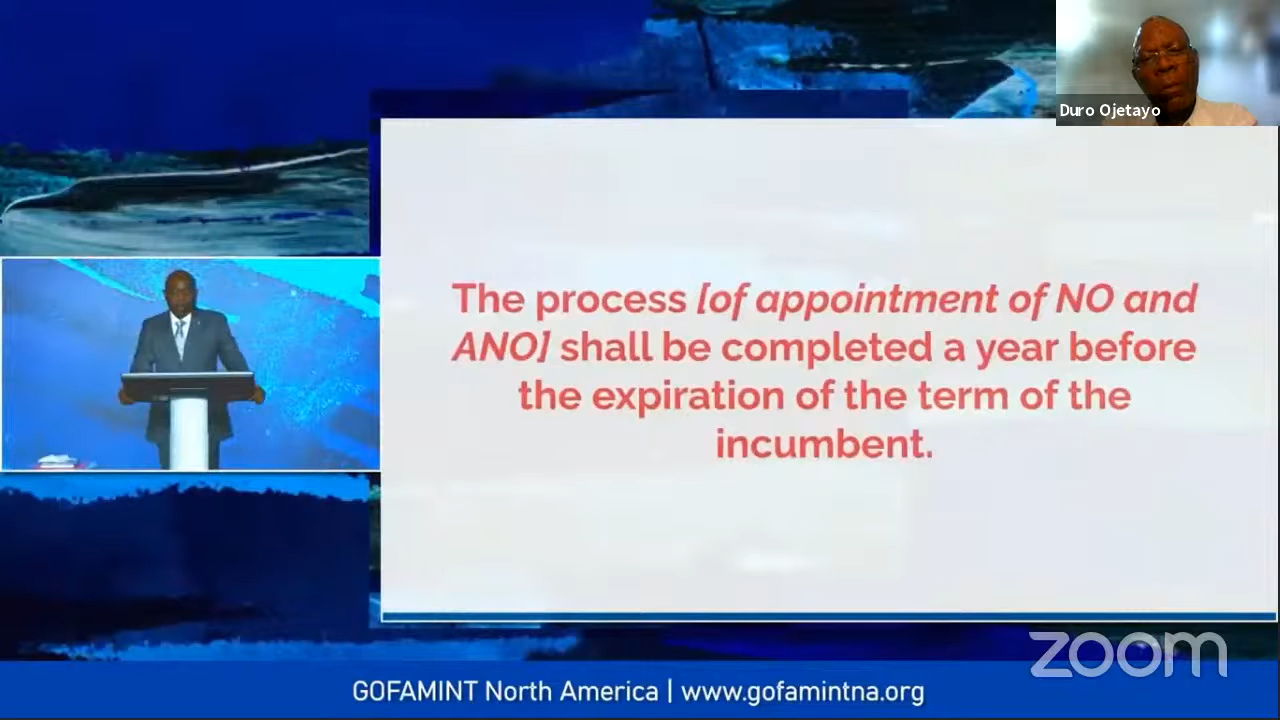 Duro Ojetayo
The process [of appointment of NO and
ANO] shall be completed a year before
the expiration of the term of the
incumbent.
zoom
GOFAMINT North America | www.gofamintna.org